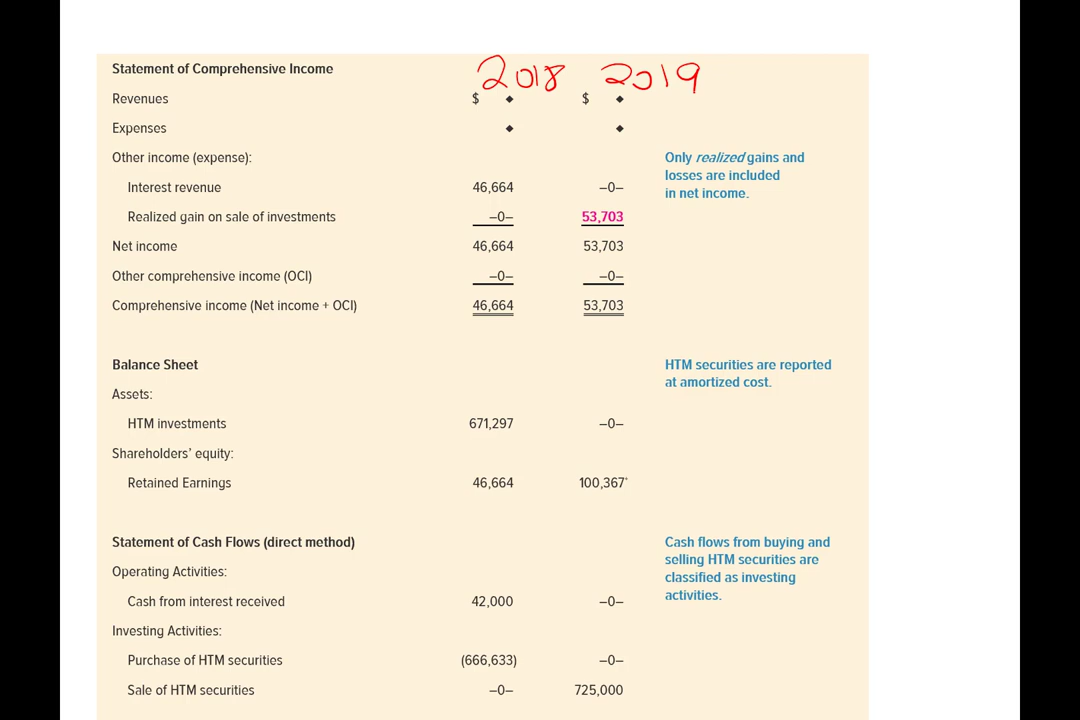 Statement of Comprehensive Income 2018 2019
Revenues $ ◆ $ ◆
Expenses ◆ ◆
Other income (expense):
Only realized gains and
losses are included
in net income.
Interest revenue 46,664 –0–
Realized gain on sale of investments –0– 53,703
Net income 46,664 53,703
Other comprehensive income (OCI) –0– –0–
Comprehensive income (Net income + OCI) 46,664 53,703
Balance Sheet
HTM securities are reported
at amortized cost.
Assets:
HTM investments 671,297 –0–
Shareholders' equity:
Retained Earnings 46,664 100,367*
Statement of Cash Flows (direct method)
Cash flows from buying and
selling HTM securities are
classified as investing
activities.
Operating Activities:
Cash from interest received 42,000 –0–
Investing Activities:
Purchase of HTM securities (666,633) –0–
Sale of HTM securities –0– 725,000